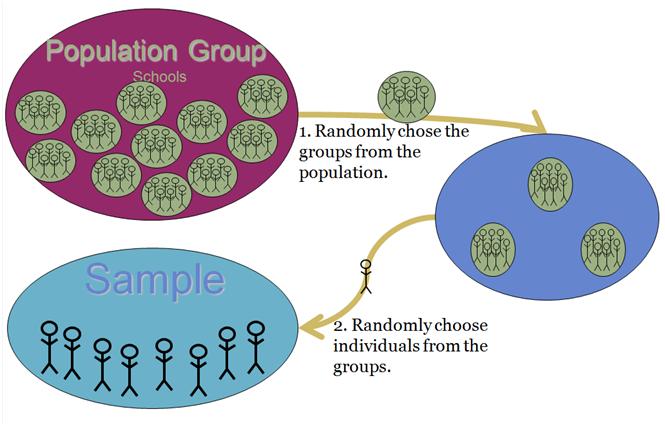 Population Group
Schools
1. Randomly chose the
groups from the
population.
Sample
2. Randomly choose
individuals from the
groups.